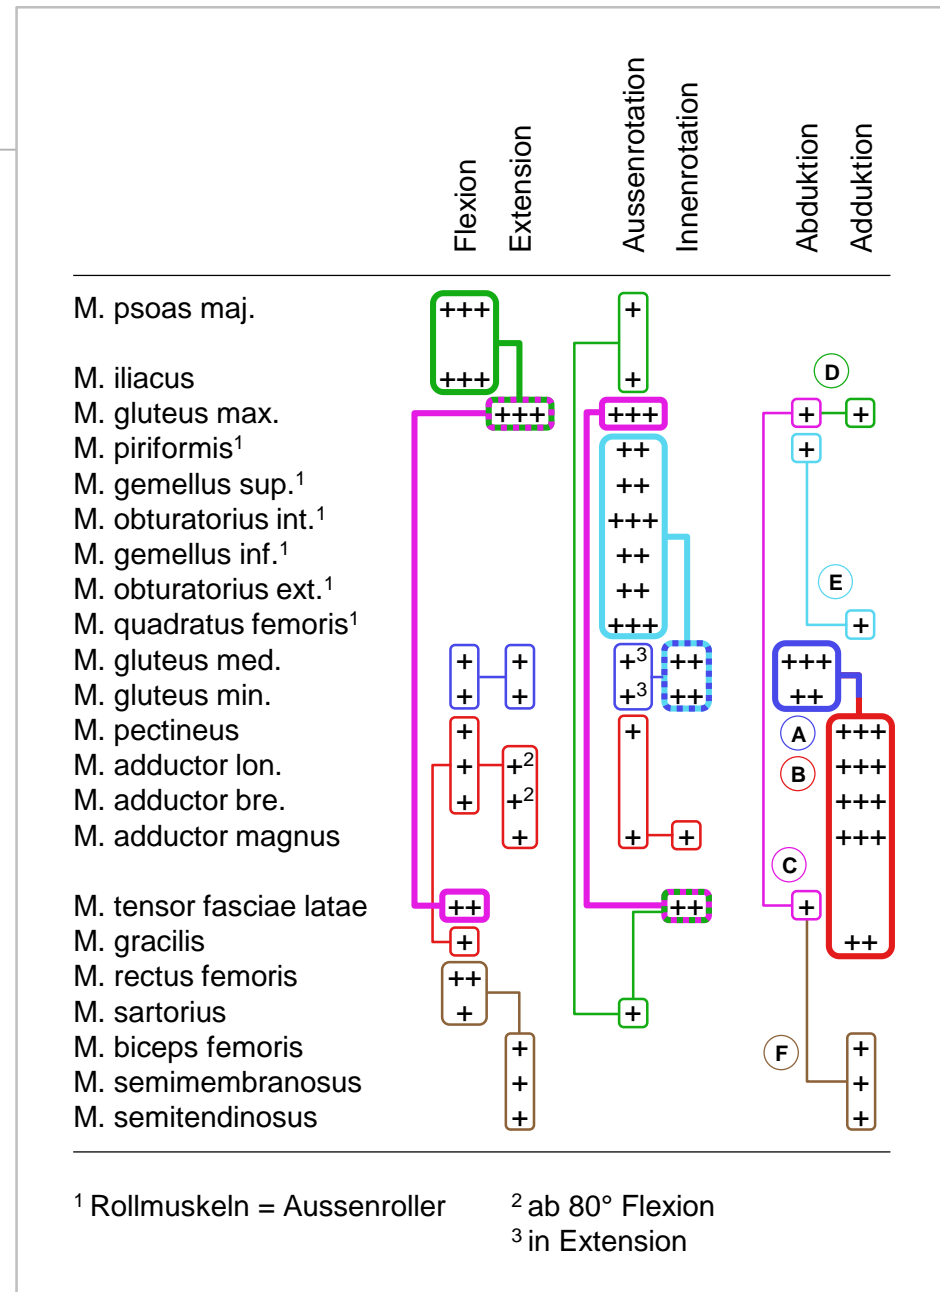 Flexion Extension Aussenrotation Innenrotation Abduktion Adduktion
M. psoas maj. +++ +
M. iliacus +++ + D
M. gluteus max. +++ +++ + +
M. piriformis¹ ++ +
M. gemellus sup.¹ ++
M. obturatorius int.¹ +++
M. gemellus inf.¹ ++
M. obturatorius ext.¹ ++ E
M. quadratus femoris¹ +++ +
M. gluteus med. + + +³ ++ +++
M. gluteus min. + + +³ ++ ++
M. pectineus + + A +++
M. adductor lon. + +² B +++
M. adductor bre. + +² +++
M. adductor magnus + + + +++
C
M. tensor fasciae latae ++ ++ +
M. gracilis + ++
M. rectus femoris ++
M. sartorius + +
M. biceps femoris + F +
M. semimembranosus + +
M. semitendinosus + +
¹ Rollmuskeln = Aussenroller ² ab 80° Flexion
³ in Extension